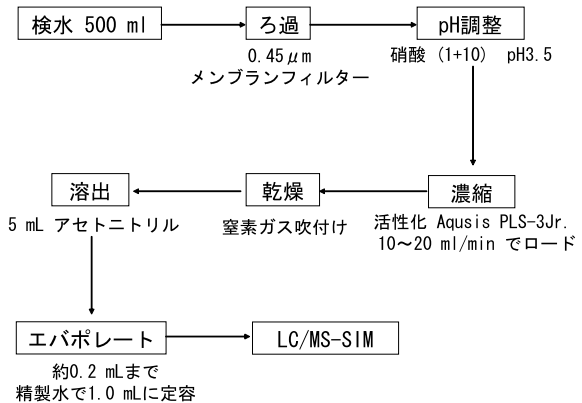 検水 500 ml
ろ過
0.45μm
メンブランフィルター
pH調整
硝酸 (1+10) pH3.5
濃縮
活性化 Aqusis PLS-3Jr.
10~20 ml/min でロード
乾燥
窒素ガス吹付け
溶出
5 mL アセトニトリル
エバポレート
約0.2 mLまで
精製水で1.0 mLに定容
LC/MS-SIM